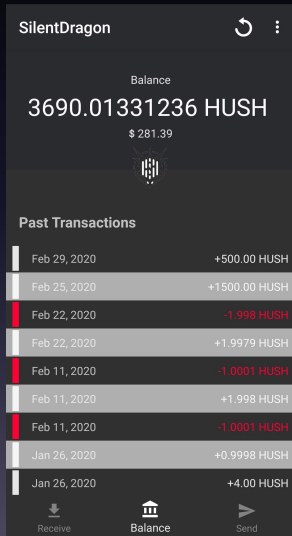 SilentDragon
Balance
3690.01331236 HUSH
$ 281.39
Past Transactions
Feb 29, 2020 +500.00 HUSH
Feb 25, 2020 +1500.00 HUSH
Feb 22, 2020 -1.998 HUSH
Feb 22, 2020 +1.9979 HUSH
Feb 11, 2020 -1.0001 HUSH
Feb 11, 2020 +1.998 HUSH
Feb 11, 2020 -1.0001 HUSH
Jan 26, 2020 +0.9998 HUSH
Jan 26, 2020 +4.00 HUSH
Receive Balance Send